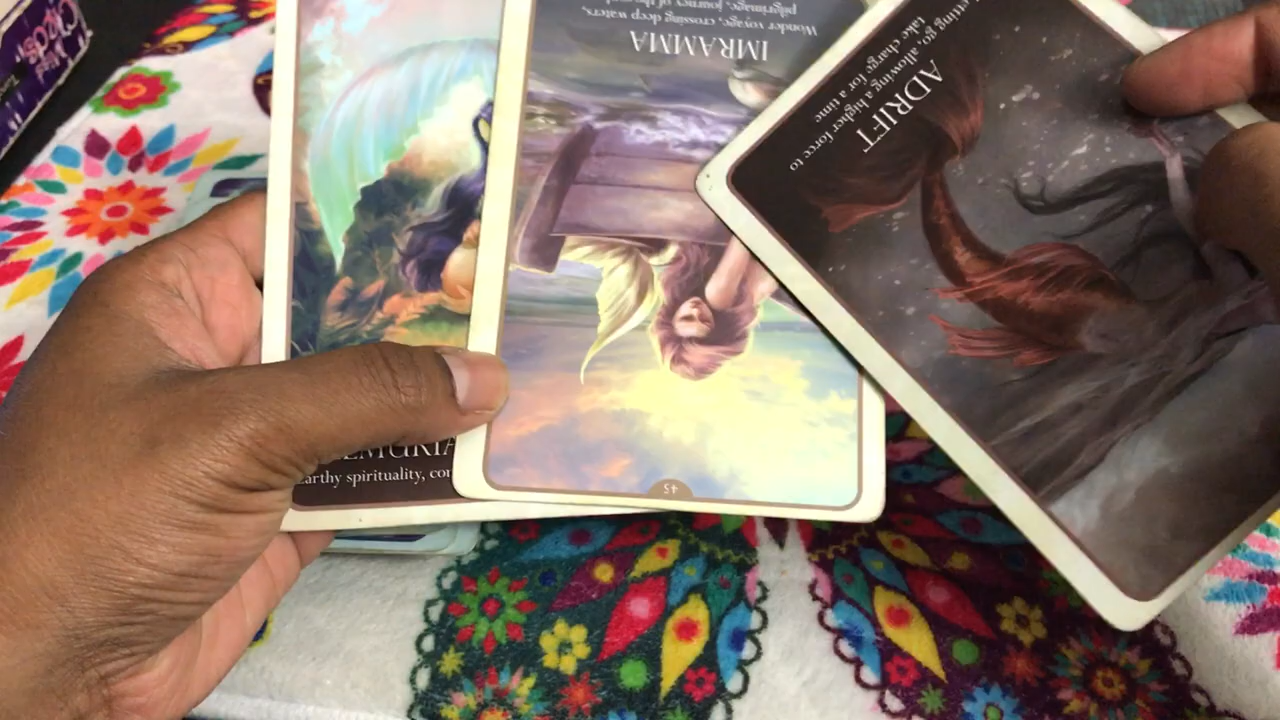 IMRAMMA
Wonder voyage, crossing deep waters,
pilgrimage, journey of the
45
ADRIFT
letting go, allowing a higher force to
take charge for a time
LEMURIA
Earthy spirituality, con